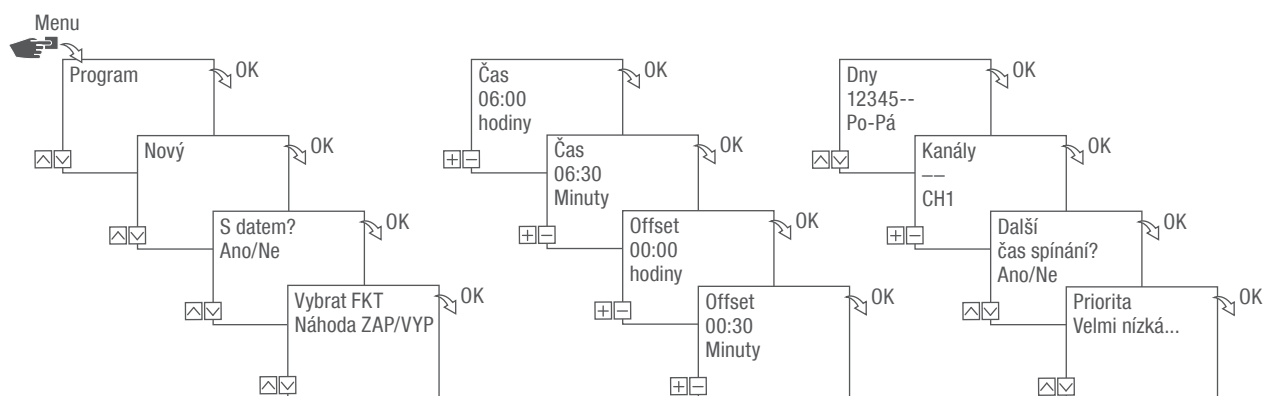 Menu
Program
OK
Nový
OK
S datem?
Ano/Ne
OK
Vybrat FKT
Náhoda ZAP/VYP
OK
Čas
06:00
hodiny
OK
Čas
06:30
Minuty
OK
Offset
00:00
hodiny
OK
Offset
00:30
Minuty
OK
Dny
12345--
Po-Pá
OK
Kanály
––
CH1
OK
Další
čas spínání?
Ano/Ne
OK
Priorita
Velmi nízká...
OK